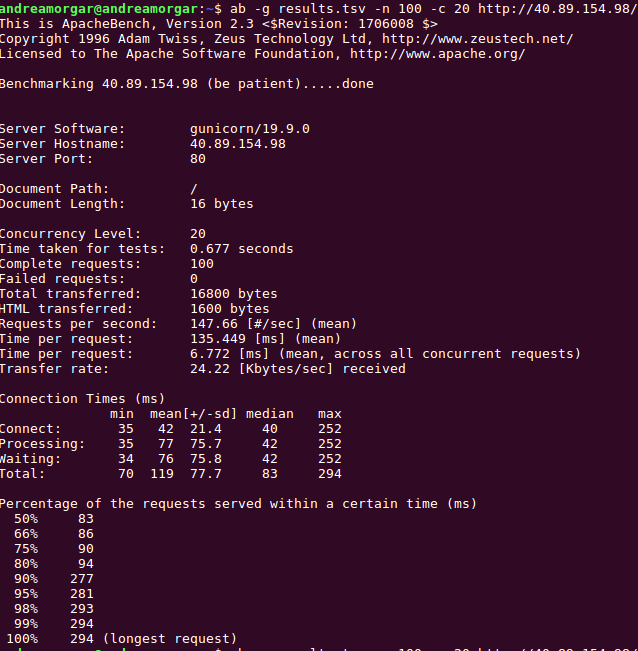 andreamorgar@andreamorgar:~$ ab -g results.tsv -n 100 -c 20 http://40.89.154.98/
This is ApacheBench, Version 2.3 <$Revision: 1706008 $>
Copyright 1996 Adam Twiss, Zeus Technology Ltd, http://www.zeustech.net/
Licensed to The Apache Software Foundation, http://www.apache.org/

Benchmarking 40.89.154.98 (be patient).....done


Server Software:        gunicorn/19.9.0
Server Hostname:        40.89.154.98
Server Port:            80

Document Path:          /
Document Length:        16 bytes

Concurrency Level:      20
Time taken for tests:   0.677 seconds
Complete requests:      100
Failed requests:        0
Total transferred:      16800 bytes
HTML transferred:       1600 bytes
Requests per second:    147.66 [#/sec] (mean)
Time per request:       135.449 [ms] (mean)
Time per request:       6.772 [ms] (mean, across all concurrent requests)
Transfer rate:          24.22 [Kbytes/sec] received

Connection Times (ms)
              min  mean[+/-sd] median   max
Connect:       35   42  21.4     40     252
Processing:    35   77  75.7     42     252
Waiting:       34   76  75.8     42     252
Total:         70  119  77.7     83     294

Percentage of the requests served within a certain time (ms)
  50%     83
  66%     86
  75%     90
  80%     94
  90%    277
  95%    281
  98%    293
  99%    294
 100%    294 (longest request)